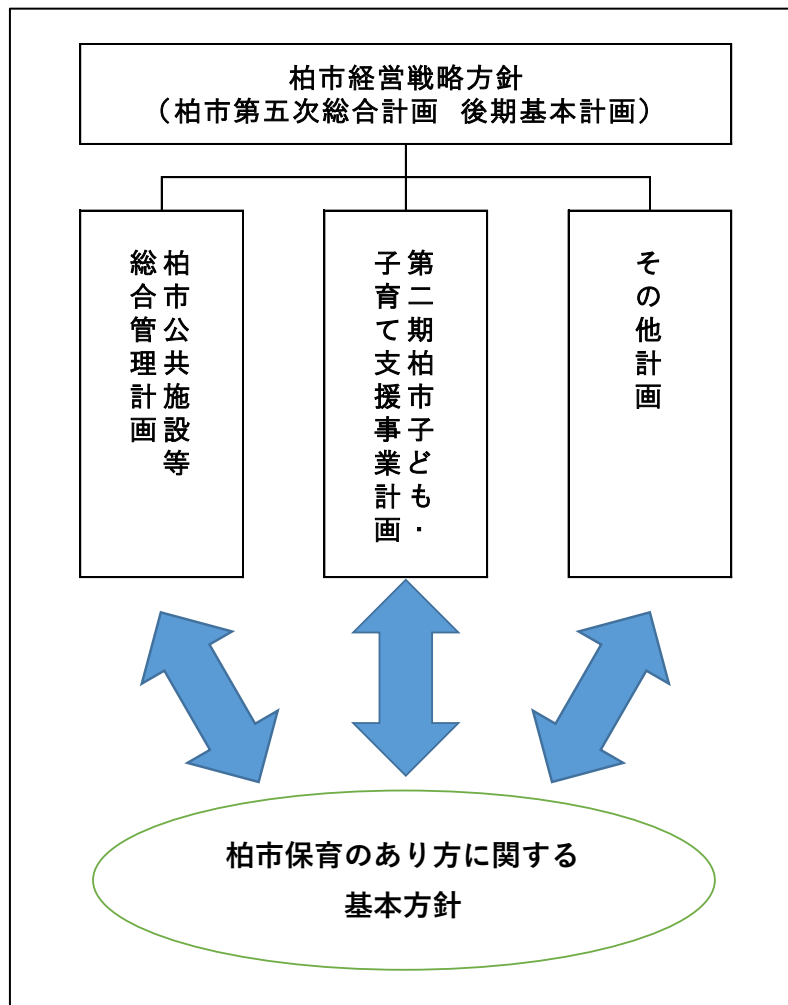 柏市経営戦略方針
（柏市第五次総合計画　後期基本計画）
柏市公共施設等
総合管理計画
第二期柏市子ども・
子育て支援事業計画
その他計画
柏市保育のあり方に関する
基本方針